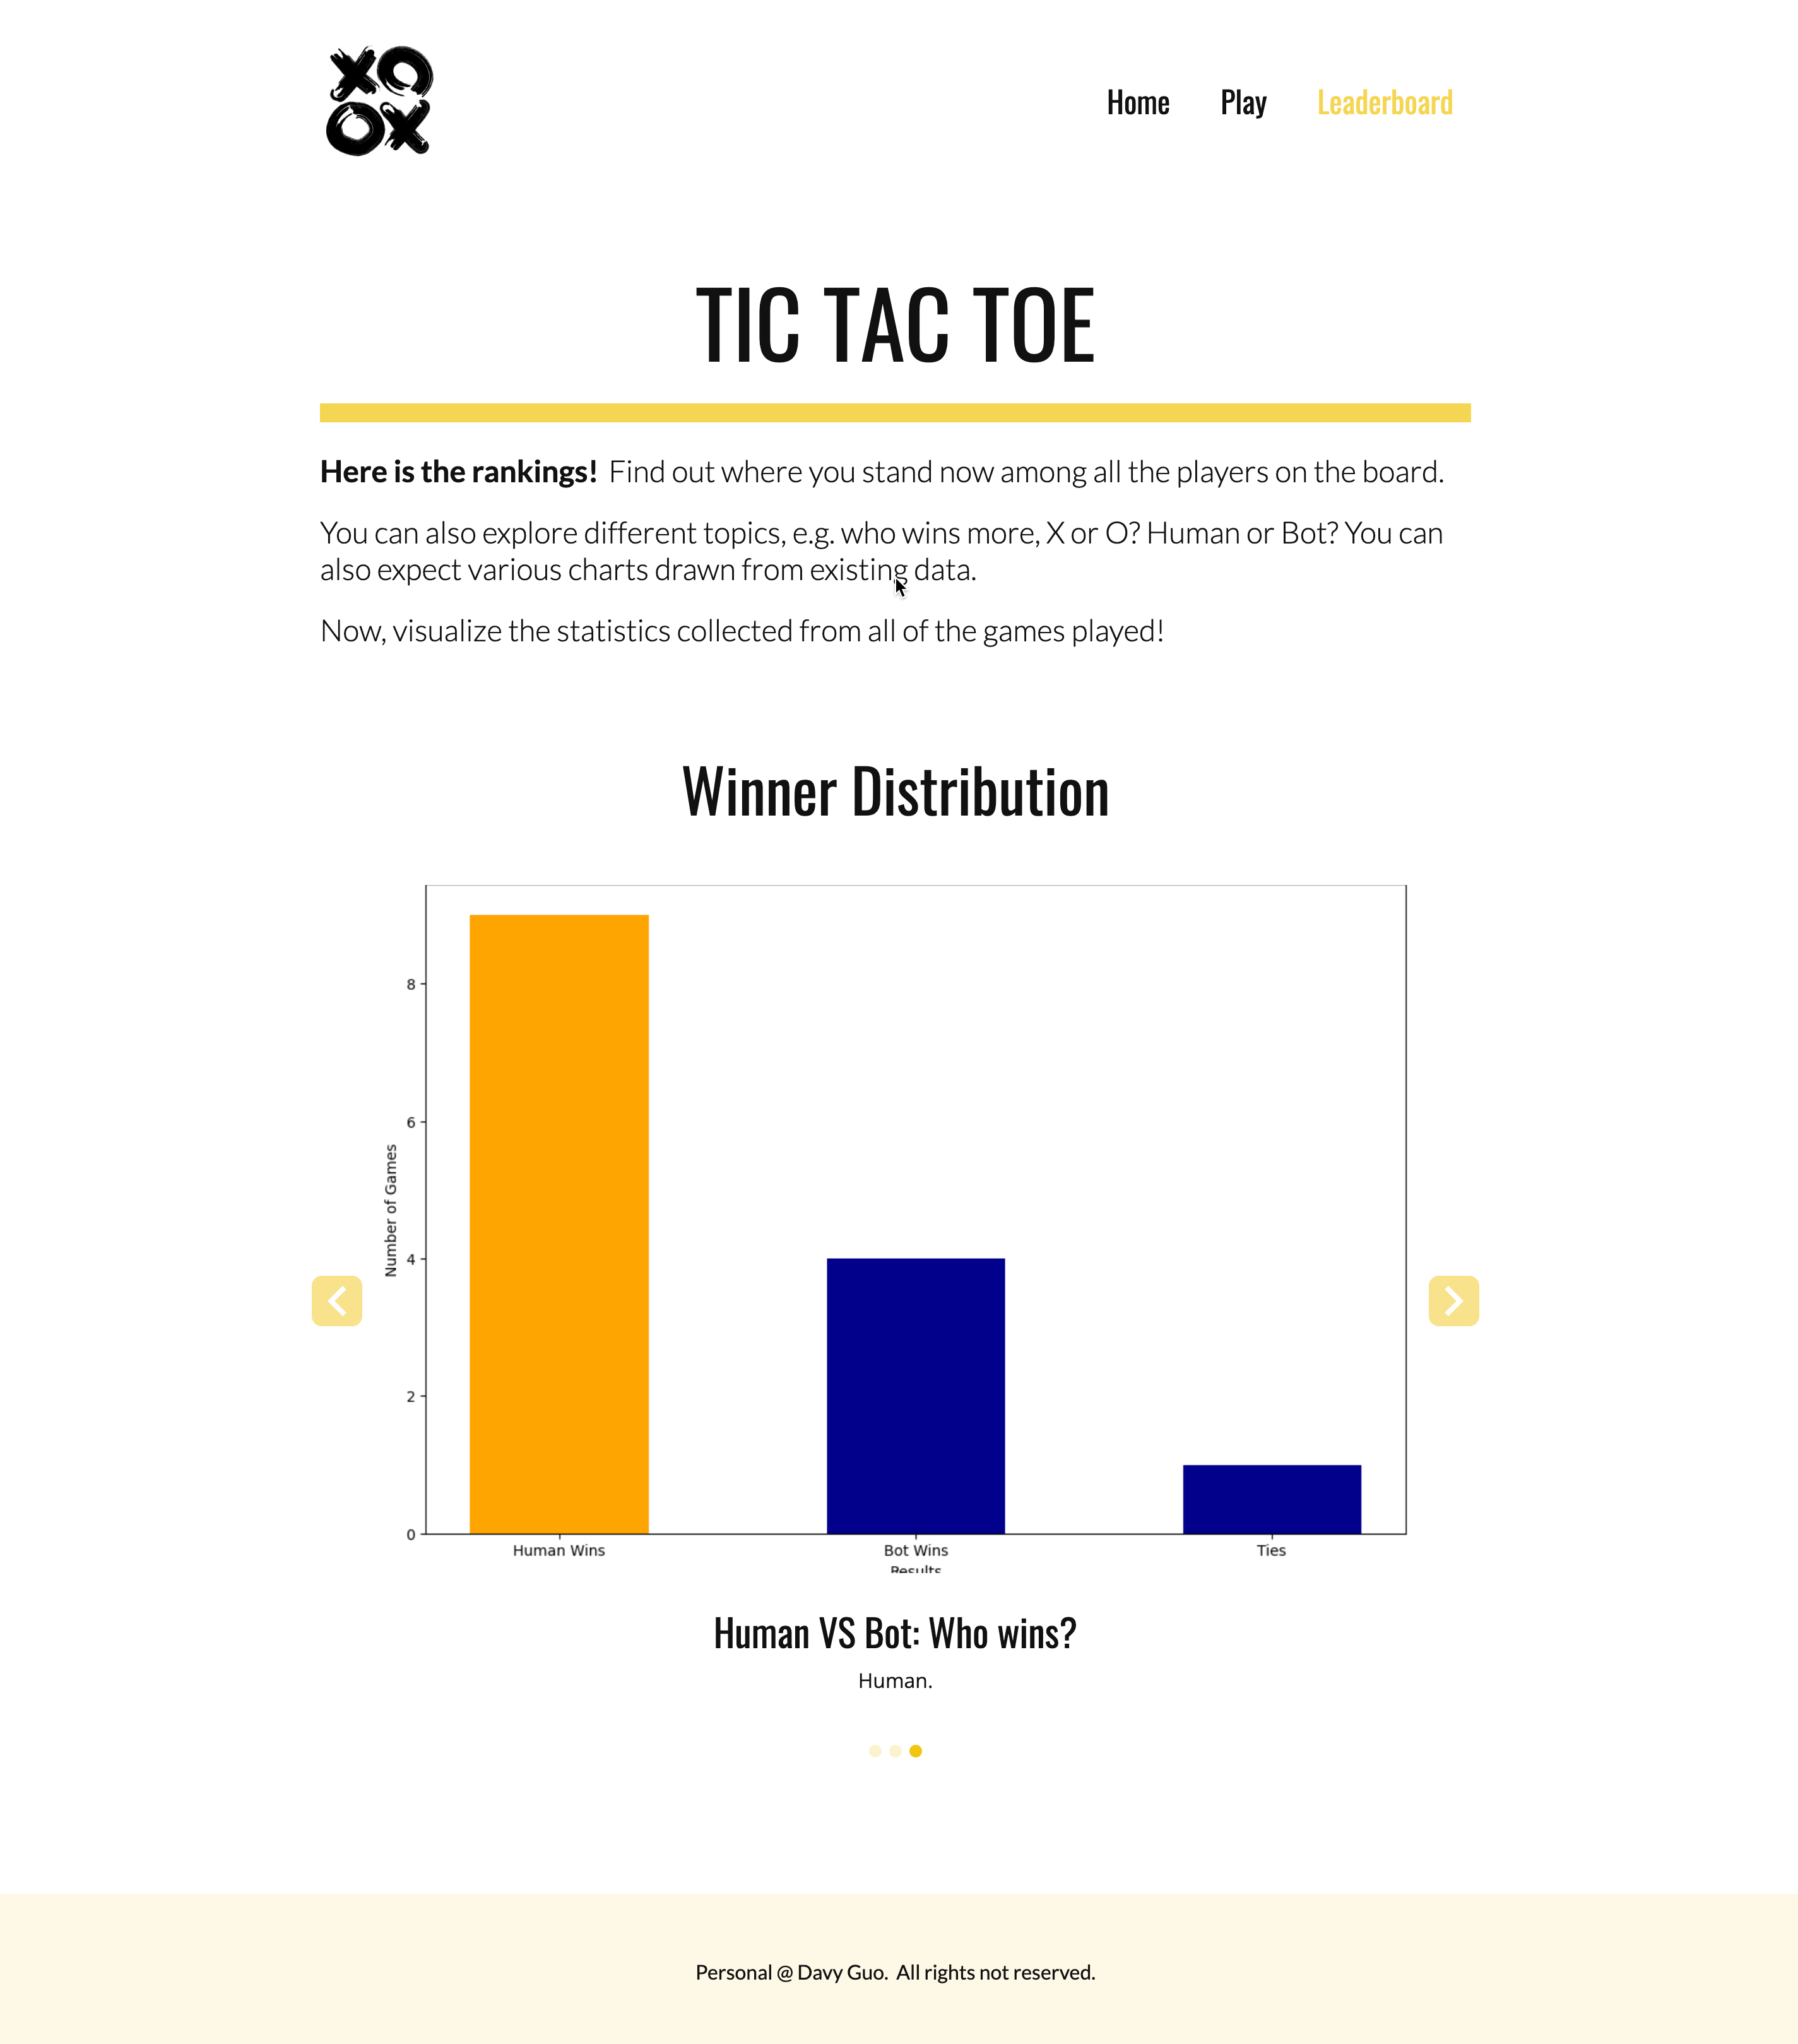 XO
OX
Home Play Leaderboard
TIC TAC TOE
Here is the rankings! Find out where you stand now among all the players on the board.
You can also explore different topics, e.g. who wins more, X or O? Human or Bot? You can
also expect various charts drawn from existing data.
Now, visualize the statistics collected from all of the games played!
Winner Distribution
8
6
4
2
0
Number of Games
Human Wins Bot Wins Ties
Results
Human VS Bot: Who wins?
Human.
Personal @ Davy Guo. All rights not reserved.